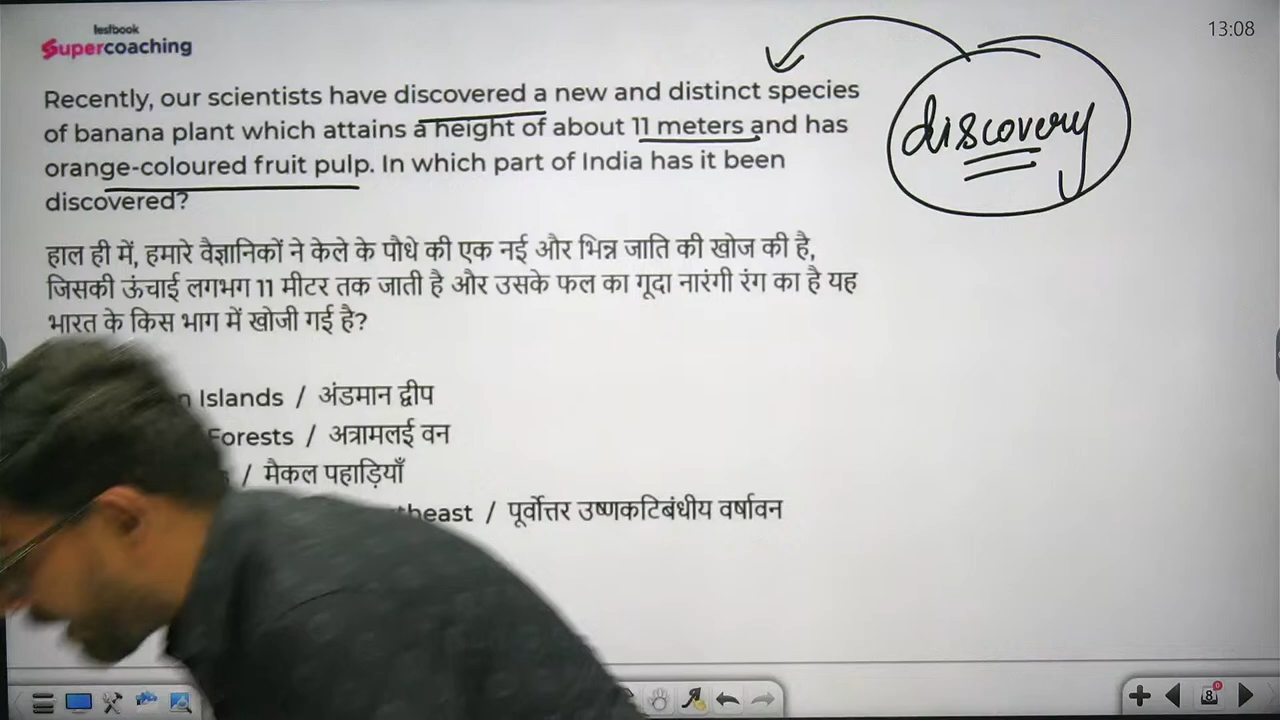 testbook
Supercoaching
13:08
discovery
Recently, our scientists have discovered a new and distinct species
of banana plant which attains a height of about 11 meters and has
orange-coloured fruit pulp. In which part of India has it been
discovered?
हाल ही में, हमारे वैज्ञानिकों ने केले के पौधे की एक नई और भिन्न जाति की खोज की है,
जिसकी ऊंचाई लगभग 11 मीटर तक जाती है और उसके फल का गूदा नारंगी रंग का है यह
भारत के किस भाग में खोजी गई है?
Islands / अंडमान द्वीप
Forests / अत्रामलई वन
/ मैकल पहाड़ियाँ
/ पूर्वोत्तर उष्णकटिबंधीय वर्षावन
8